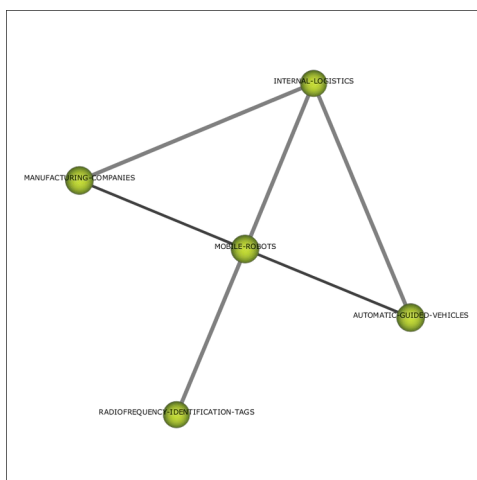 INTERNAL-LOGISTICS
MANUFACTURING-COMPANIES
MOBILE-ROBOTS
AUTOMATIC-GUIDED-VEHICLES
RADIOFREQUENCY-IDENTIFICATION-TAGS